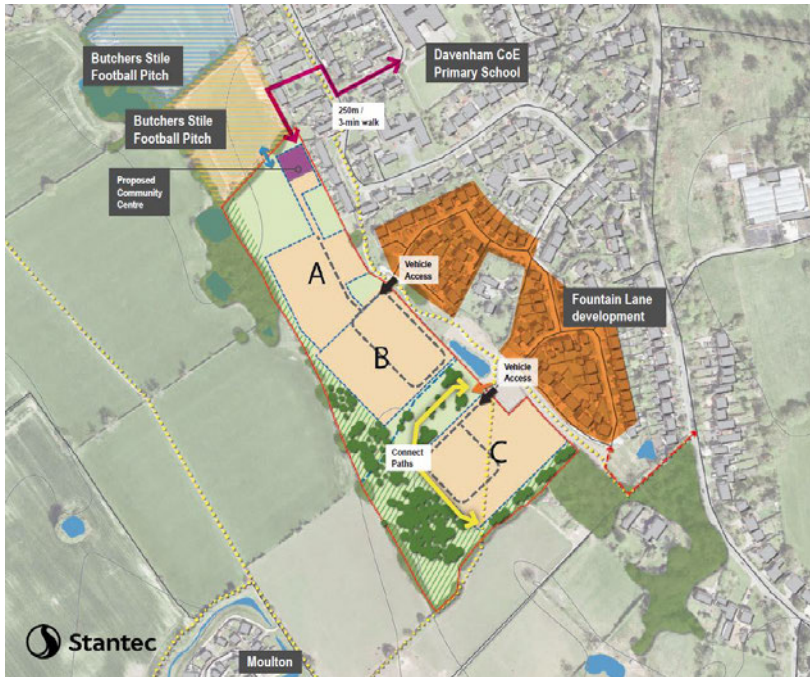 Butchers Stile
Football Pitch
Davenham CoE
Primary School
250m /
3-min walk
Butchers Stile
Football Pitch
Proposed
Community
Centre
A
Vehicle
Access
Fountain Lane
development
B
Vehicle
Access
Connect
Paths
C
Stantec
Moulton